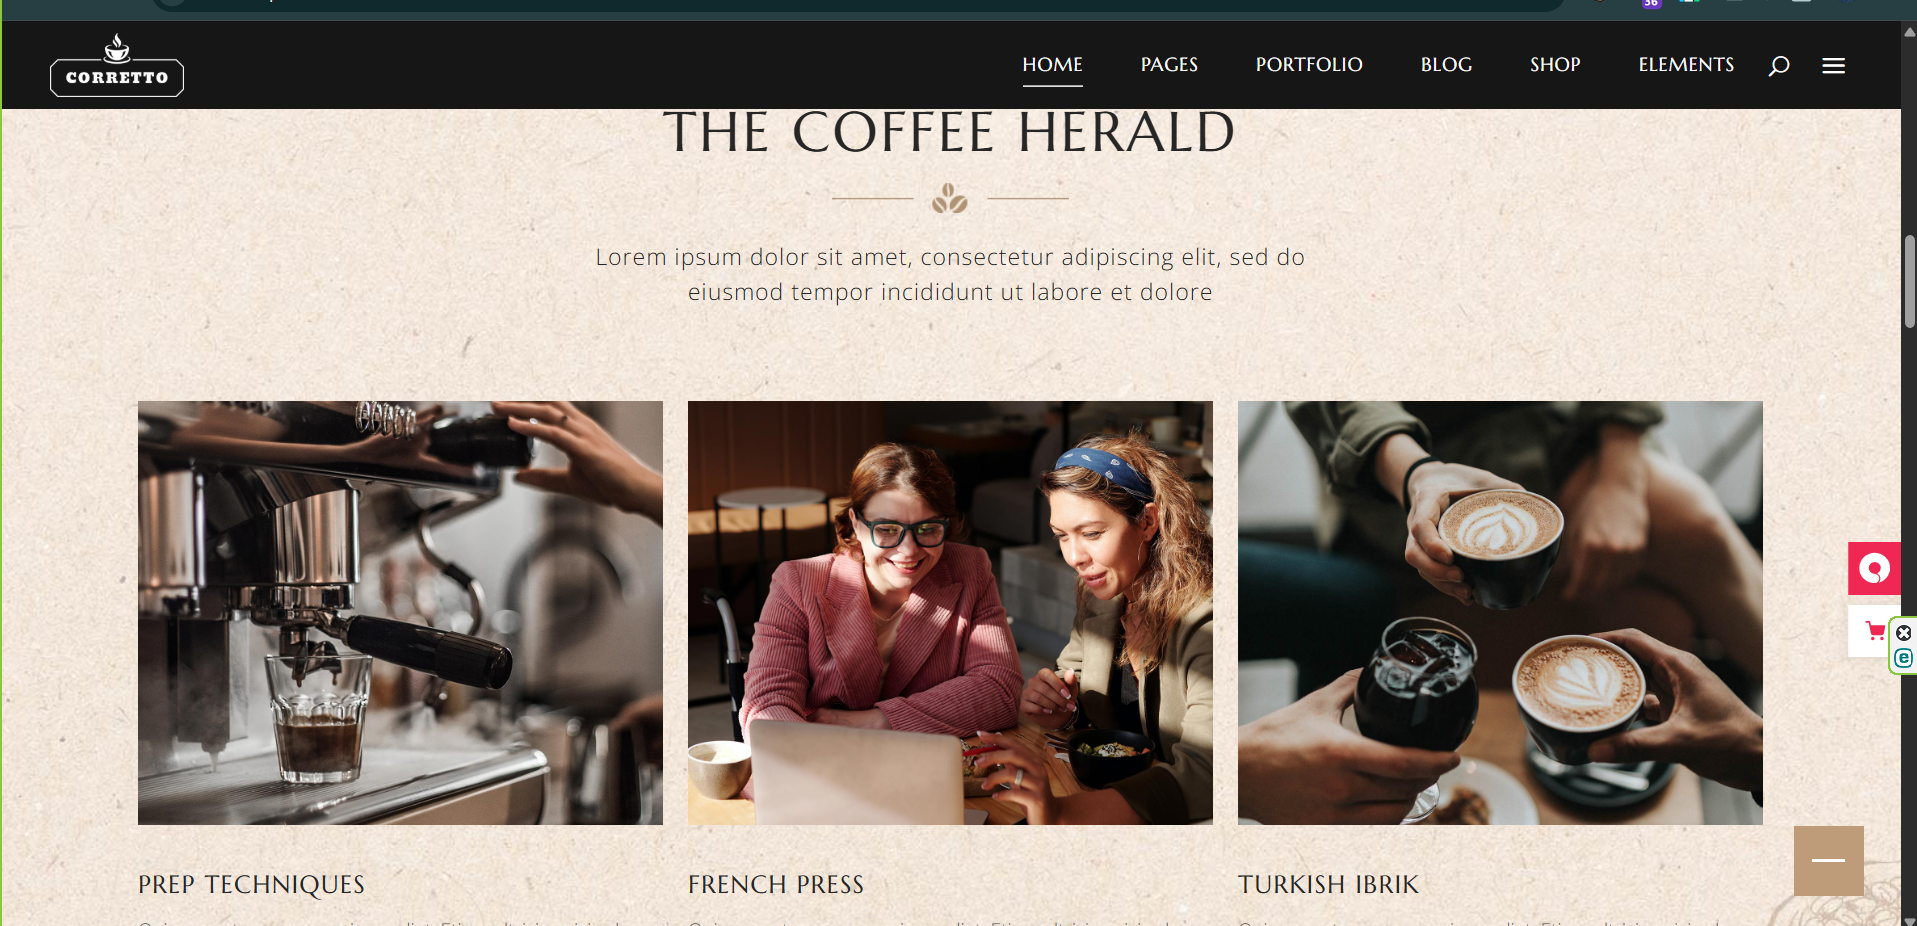 36
CORRETTO
HOME PAGES PORTFOLIO BLOG SHOP ELEMENTS
THE COFFEE HERALD
Lorem ipsum dolor sit amet, consectetur adipiscing elit, sed do
eiusmod tempor incididunt ut labore et dolore
PREP TECHNIQUES
FRENCH PRESS
TURKISH IBRIK